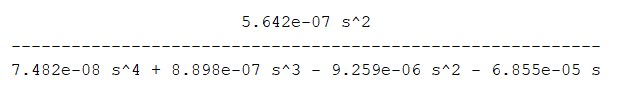 5.642e-07 s^2
-----------------------------------------------------------
7.482e-08 s^4 + 8.898e-07 s^3 - 9.259e-06 s^2 - 6.855e-05 s